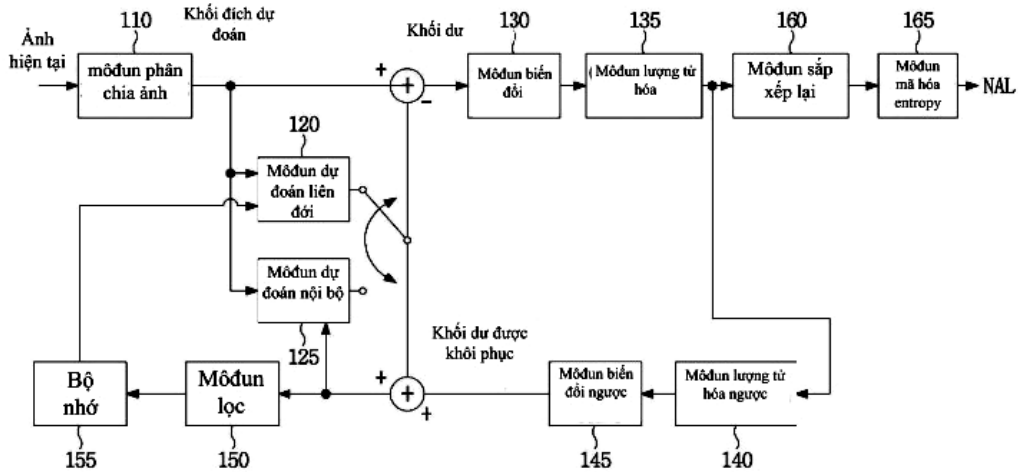 110
Khối đích dự
đoán
130
135
160
165
Ảnh
hiện tại
môđun phân
chia ảnh
Khối dư
+
+
−
Môđun biến
đổi
Môđun lượng tử
hóa
Môđun sắp
xếp lại
Môđun
mã hóa
entropy
NAL
120
Môđun dự
đoán liên
đới
Môđun dự
đoán nội bộ
125
Khối dư được
khôi phục
Bộ
nhớ
Môđun
lọc
+
+
+
Môđun biến
đổi ngược
Môđun lượng tử
hóa ngược
155
150
145
140